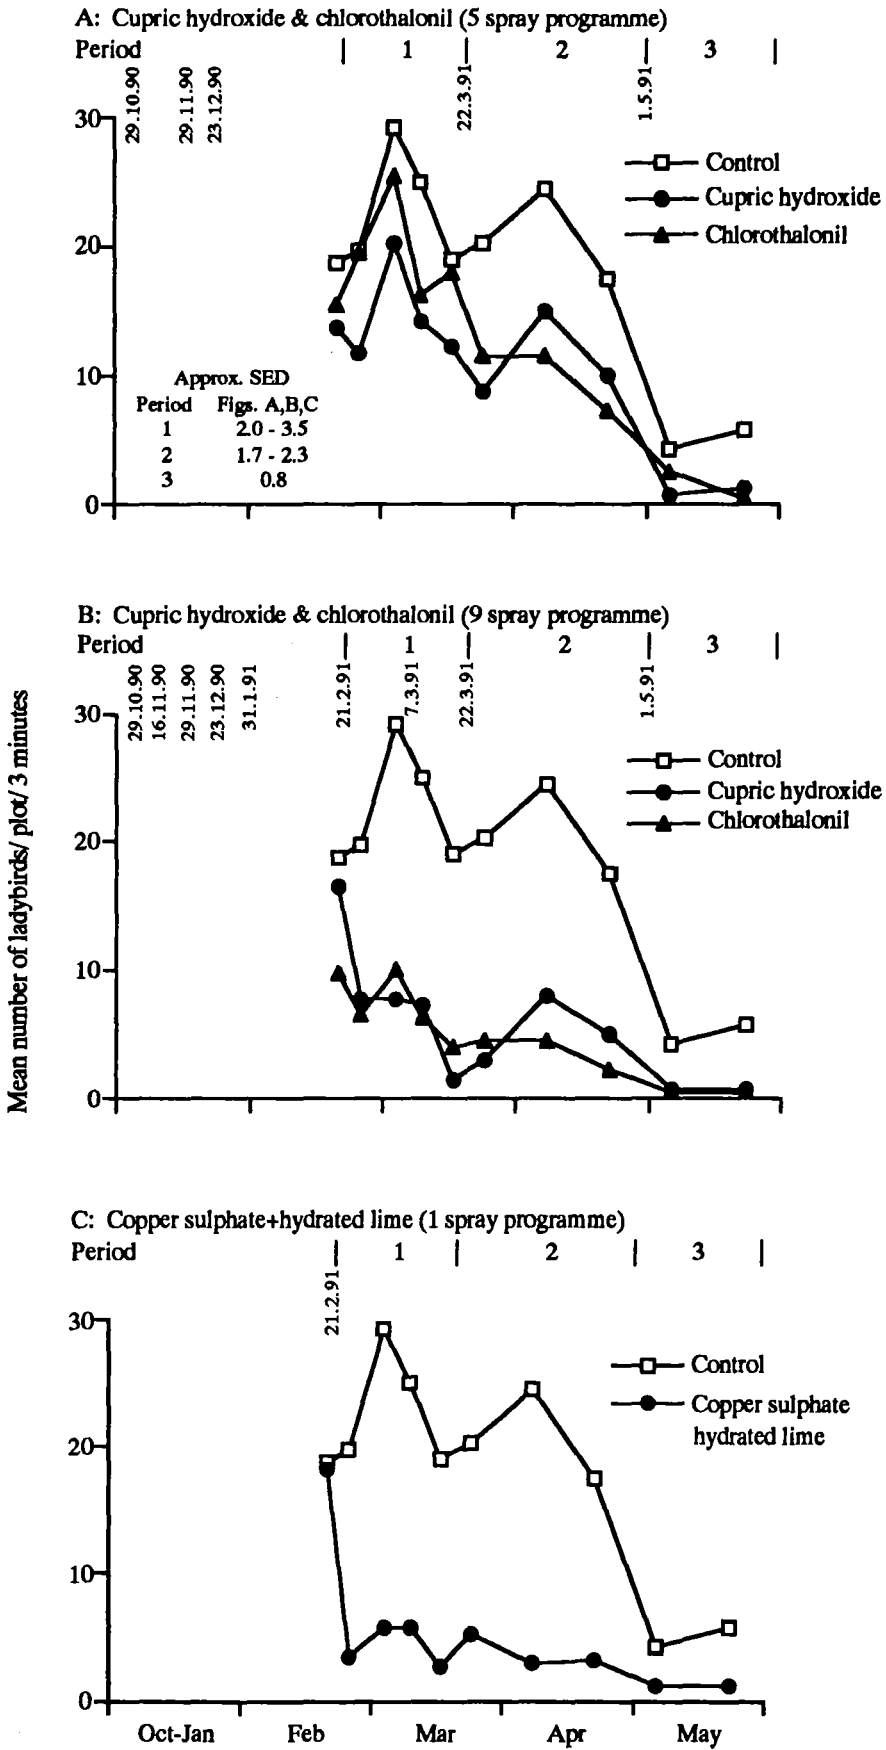 A: Cupric hydroxide & chlorothalonil (5 spray programme)
Period | 1 | 2 | 3 |
29.10.90
29.11.90
23.12.90
22.3.91
1.5.91
30
20
10
0
Control
Cupric hydroxide
Chlorothalonil
Approx. SED
Period Figs. A,B,C
1 2.0 - 3.5
2 1.7 - 2.3
3 0.8
B: Cupric hydroxide & chlorothalonil (9 spray programme)
Period | 1 | 2 | 3 |
29.10.90
16.11.90
29.11.90
23.12.90
31.1.91
21.2.91
7.3.91
22.3.91
1.5.91
30
20
10
0
Control
Cupric hydroxide
Chlorothalonil
Mean number of ladybirds/ plot/ 3 minutes
C: Copper sulphate+hydrated lime (1 spray programme)
Period | 1 | 2 | 3 |
21.2.91
30
20
10
0
Control
Copper sulphate
hydrated lime
Oct-Jan Feb Mar Apr May